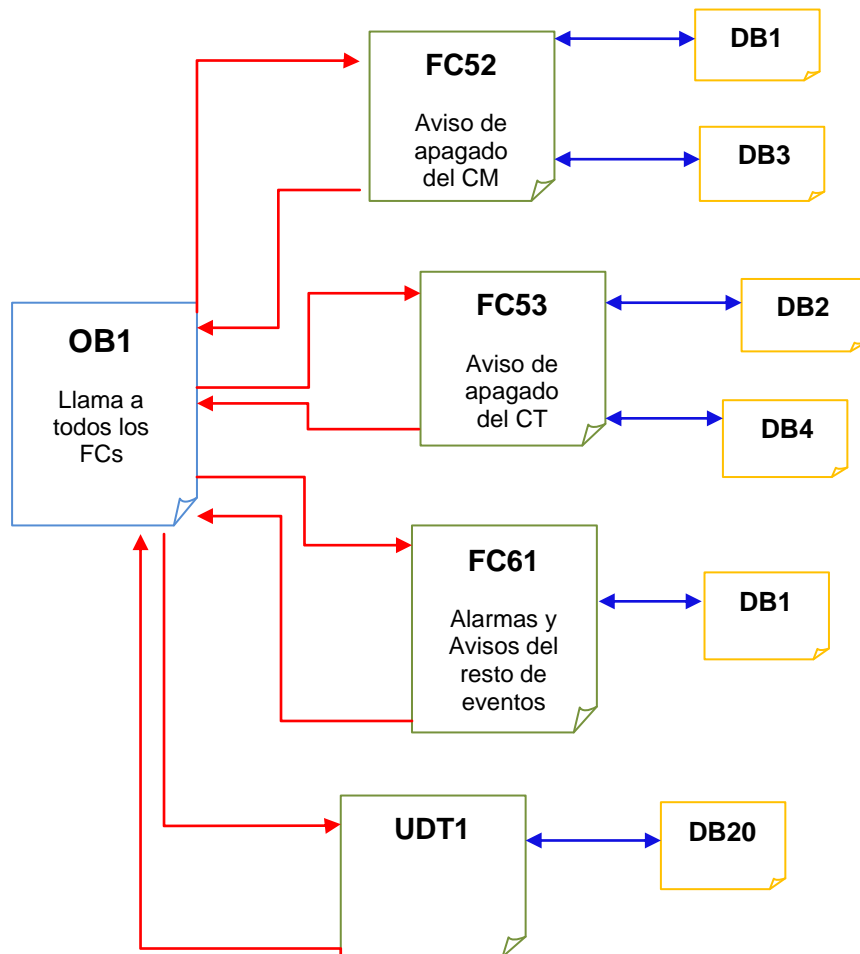 FC52
Aviso de
apagado
del CM
DB1
DB3
OB1
Llama a
todos los
FCs
FC53
Aviso de
apagado
del CT
DB2
DB4
FC61
Alarmas y
Avisos del
resto de
eventos
DB1
UDT1
DB20